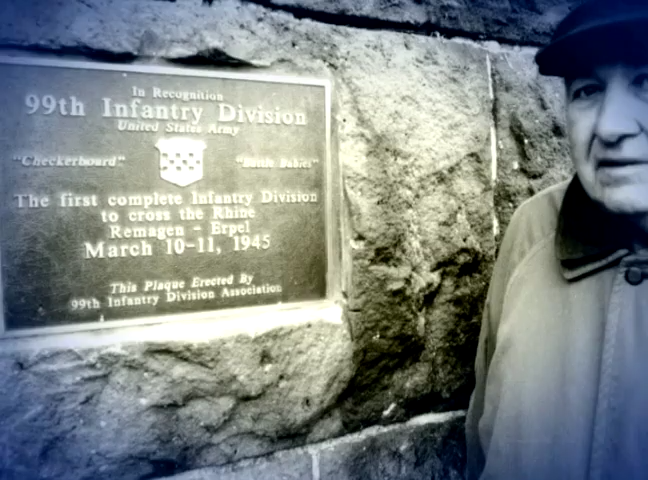 In Recognition
99th Infantry Division
United States Army
"Checkerboard" "Battle Babies"
The first complete Infantry Division
to cross the Rhine
Remagen - Erpel
March 10-11, 1945
This Plaque Erected By
99th Infantry Division Association